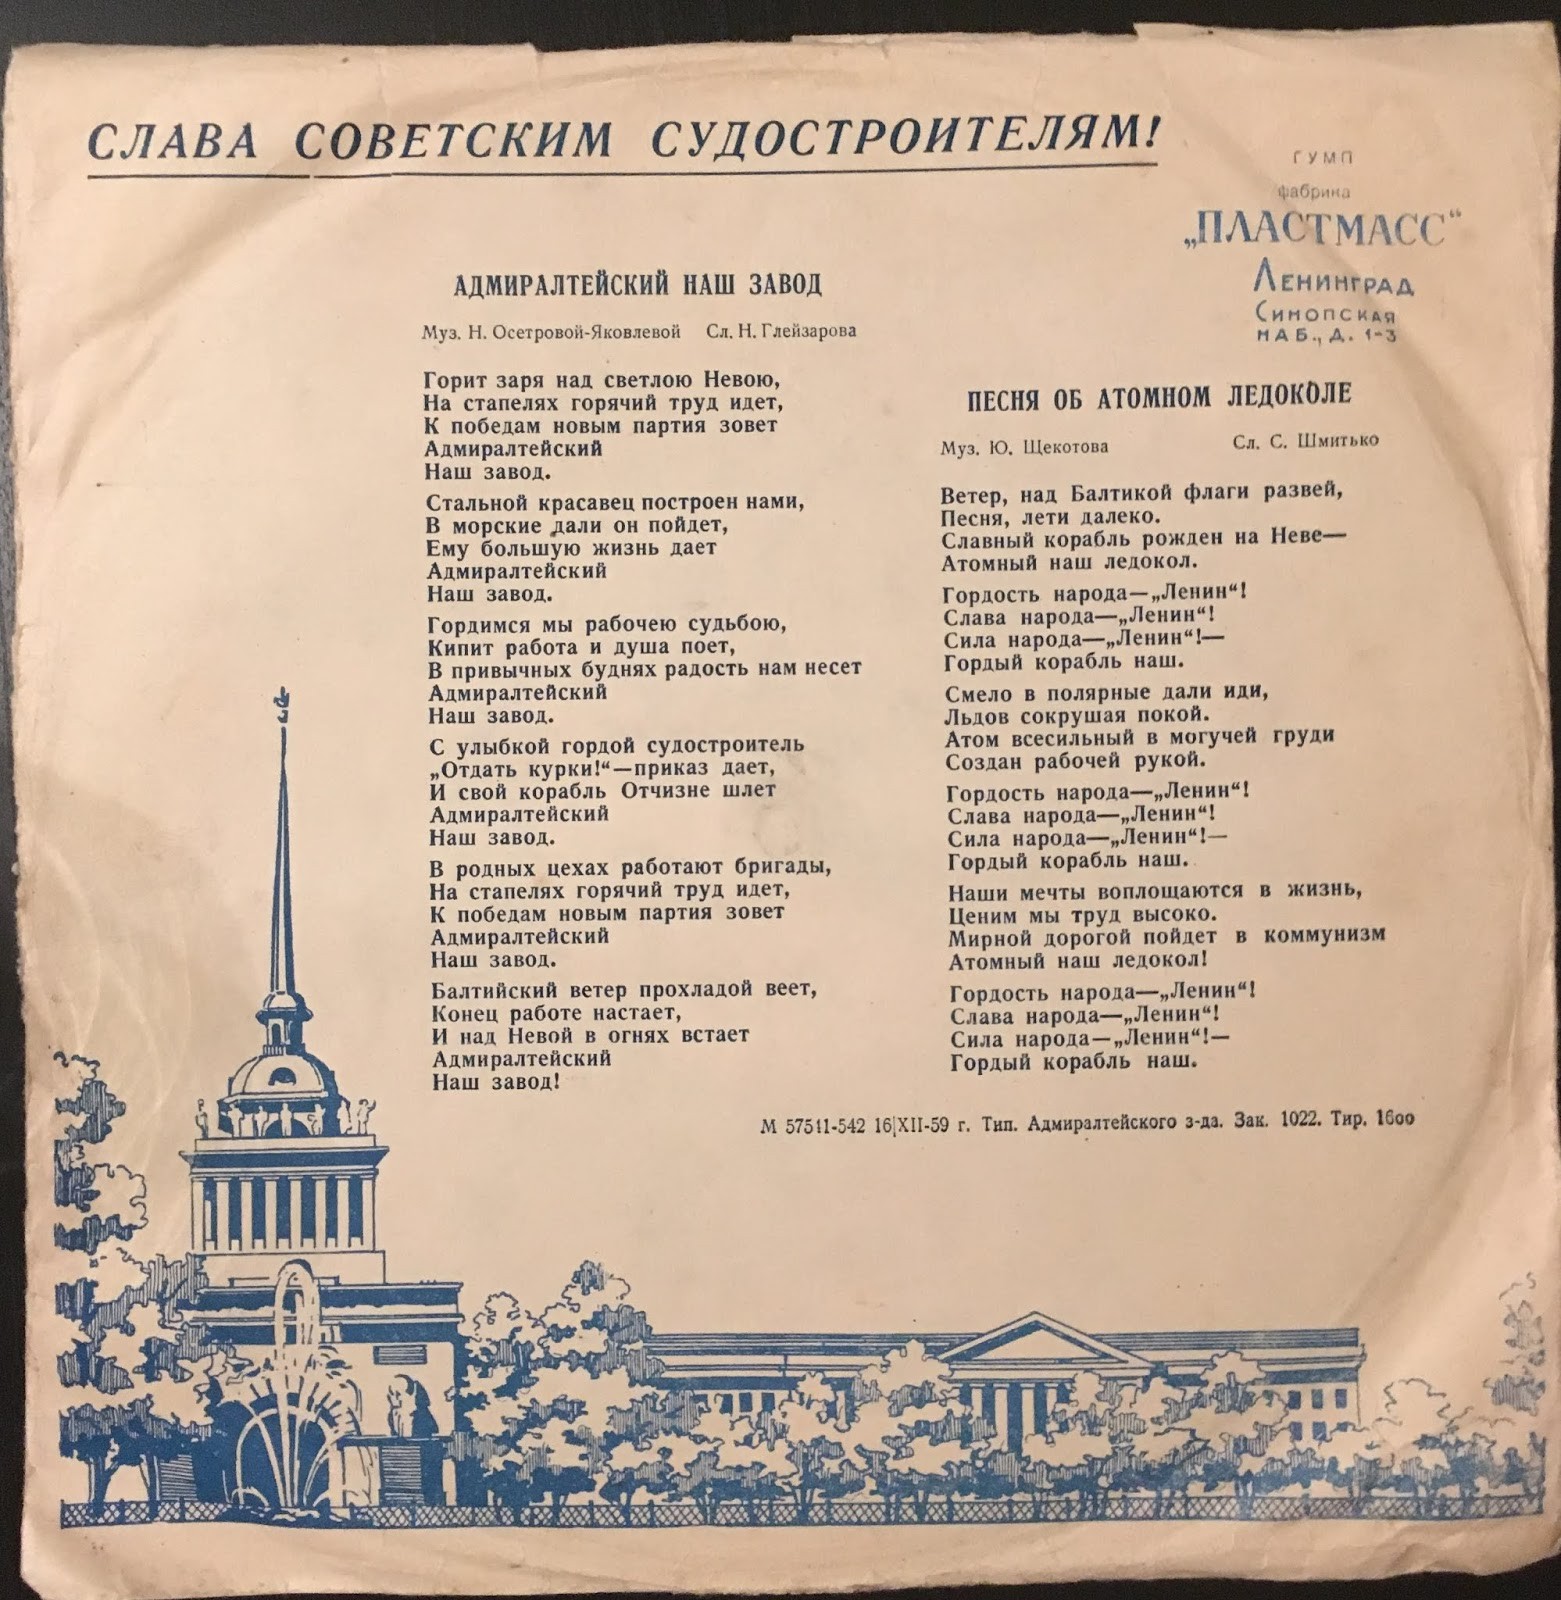 СЛАВА СОВЕТСКИМ СУДОСТРОИТЕЛЯМ!
ГУМП
фабрика
„ПЛАСТМАСС“
ЛЕНИНГРАД
СИНОПСКАЯ
НАБ., Д. 1-3
АДМИРАЛТЕЙСКИЙ НАШ ЗАВОД
Муз. Н. Осетровой-Яковлевой Сл. Н. Глейзарова
Горит заря над светлою Невою,
На стапелях горячий труд идет,
К победам новым партия зовет
Адмиралтейский
Наш завод.
Стальной красавец построен нами,
В морские дали он пойдет,
Ему большую жизнь дает
Адмиралтейский
Наш завод.
Гордимся мы рабочею судьбою,
Кипит работа и душа поет,
В привычных буднях радость нам несет
Адмиралтейский
Наш завод.
С улыбкой гордой судостроитель
„Отдать курки!“—приказ дает,
И свой корабль Отчизне шлет
Адмиралтейский
Наш завод.
В родных цехах работают бригады,
На стапелях горячий труд идет,
К победам новым партия зовет
Адмиралтейский
Наш завод.
Балтийский ветер прохладой веет,
Конец работе настает,
И над Невой в огнях встает
Адмиралтейский
Наш завод!
ПЕСНЯ ОБ АТОМНОМ ЛЕДОКОЛЕ
Муз. Ю. Щекотова Сл. С. Шмитько
Ветер, над Балтикой флаги развей,
Песня, лети далеко.
Славный корабль рожден на Неве—
Атомный наш ледокол.
Гордость народа—„Ленин“!
Слава народа—„Ленин“!
Сила народа—„Ленин“!—
Гордый корабль наш.
Смело в полярные дали иди,
Льдов сокрушая покой.
Атом всесильный в могучей груди
Создан рабочей рукой.
Гордость народа—„Ленин“!
Слава народа—„Ленин“!
Сила народа—„Ленин“!—
Гордый корабль наш.
Наши мечты воплощаются в жизнь,
Ценим мы труд высоко.
Мирной дорогой пойдет в коммунизм
Атомный наш ледокол!
Гордость народа—„Ленин“!
Слава народа—„Ленин“!
Сила народа—„Ленин“!—
Гордый корабль наш.
М 57511-542 16|XII-59 г. Тип. Адмиралтейского з-да. Зак. 1022. Тир. 1600